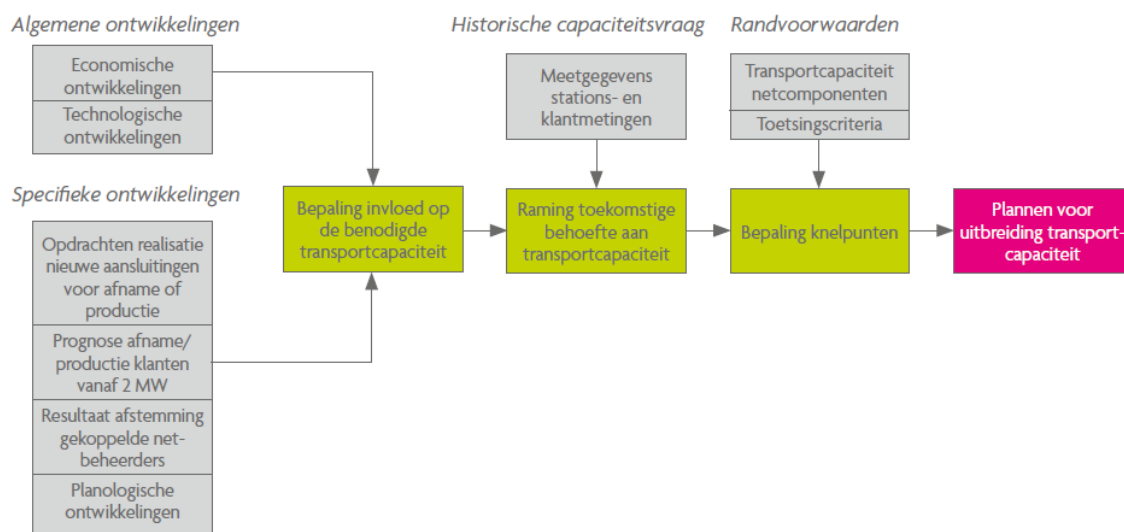 Algemene ontwikkelingen
Economische
ontwikkelingen
Technologische
ontwikkelingen
Specifieke ontwikkelingen
Opdrachten realisatie
nieuwe aansluitingen
voor afname of
productie
Prognose afname/
productie klanten
vanaf 2 MW
Resultaat afstemming
gekoppelde net-
beheerders
Planologische
ontwikkelingen
Bepaling invloed op
de benodigde
transportcapaciteit
Historische capaciteitsvraag
Meetgegevens
stations- en
klantmetingen
Raming toekomstige
behoefte aan
transportcapaciteit
Randvoorwaarden
Transportcapaciteit
netcomponenten
Toetsingscriteria
Bepaling knelpunten
Plannen voor
uitbreiding transport-
capaciteit